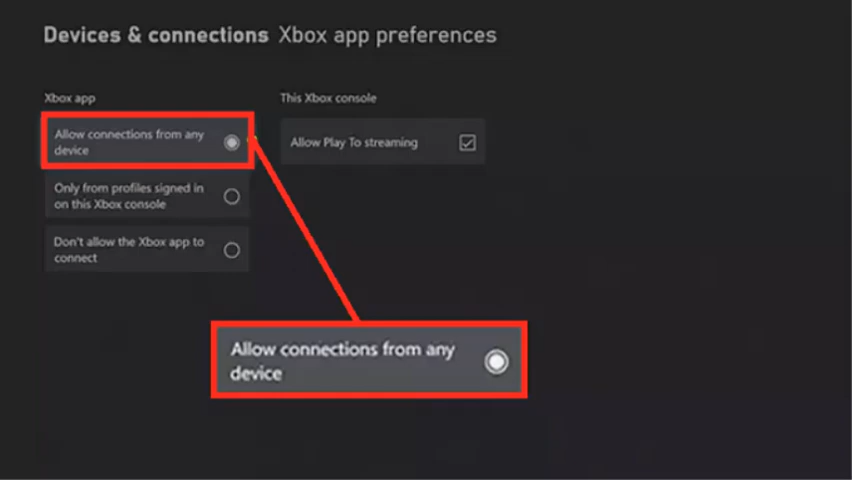 Devices & connections Xbox app preferences
Xbox app
Allow connections from any
device
Only from profiles signed in
on this Xbox console
Don't allow the Xbox app to
connect
This Xbox console
Allow Play To streaming
Allow connections from any
device